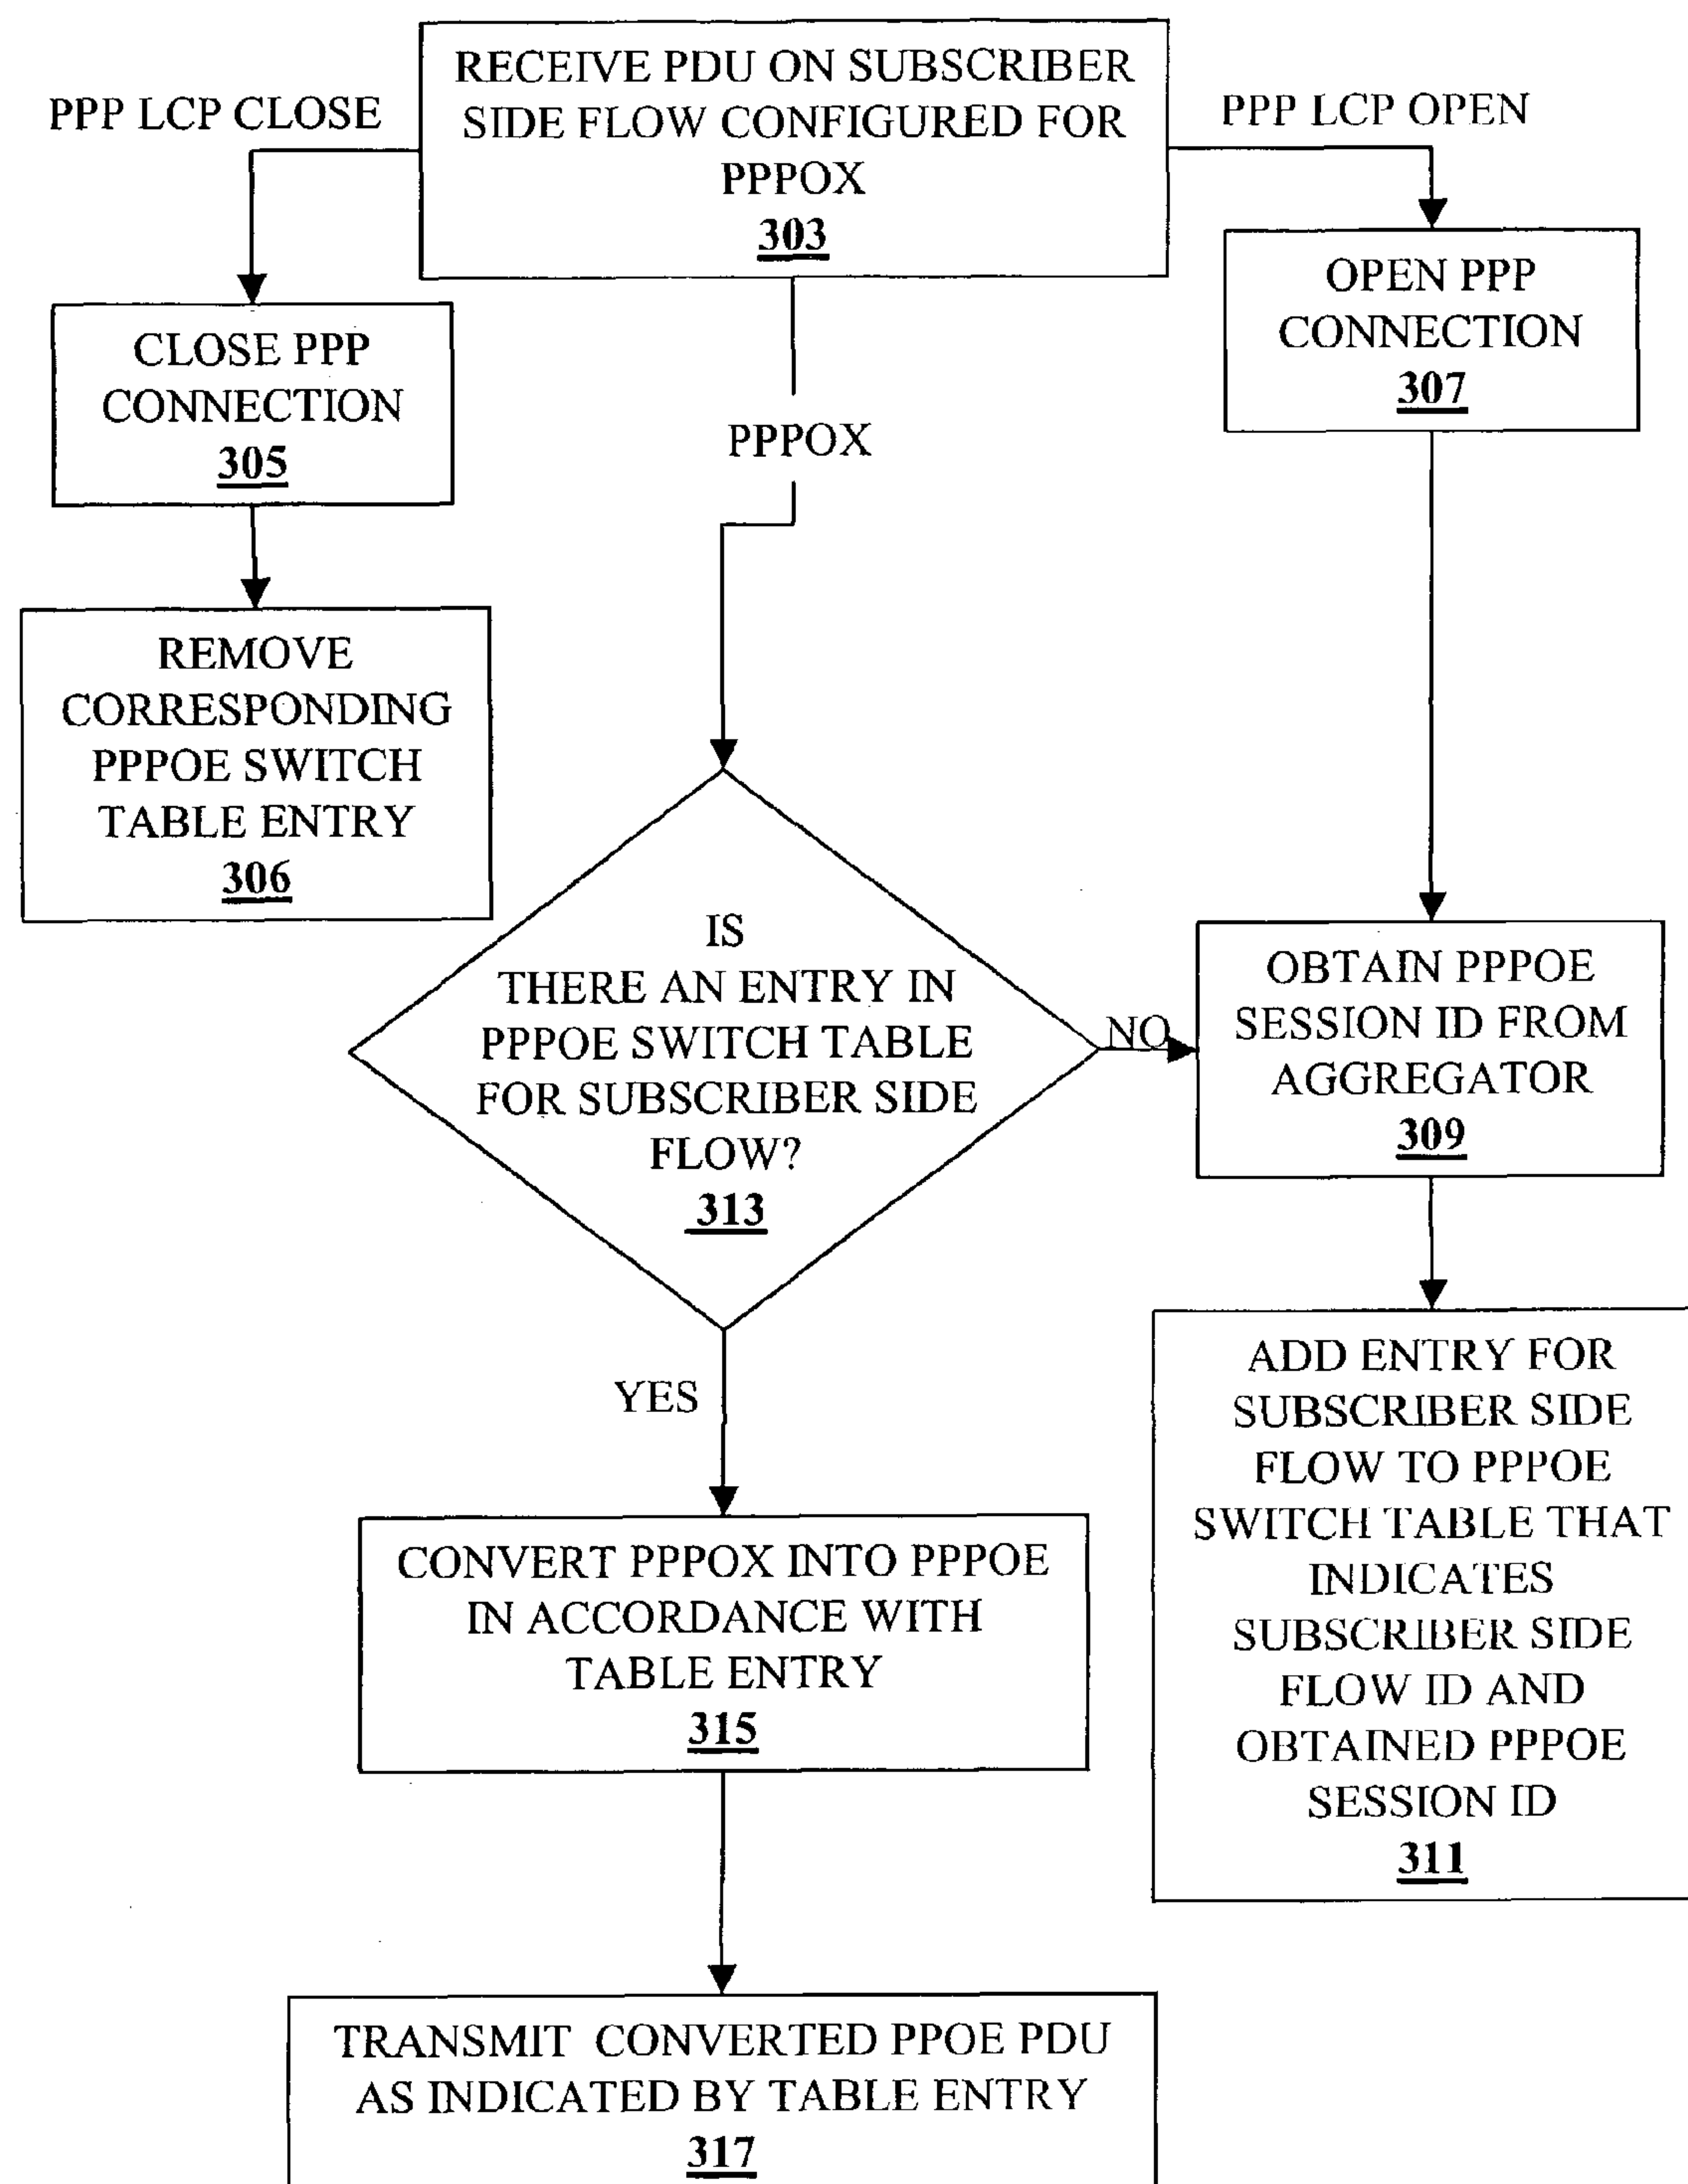 RECEIVE PDU ON SUBSCRIBER
SIDE FLOW CONFIGURED FOR
PPPOX
303
PPP LCP CLOSE
PPP LCP OPEN
CLOSE PPP
CONNECTION
305
OPEN PPP
CONNECTION
307
PPPOX
REMOVE
CORRESPONDING
PPPOE SWITCH
TABLE ENTRY
306
IS
THERE AN ENTRY IN
PPPOE SWITCH TABLE
FOR SUBSCRIBER SIDE
FLOW?
313
NO
OBTAIN PPPOE
SESSION ID FROM
AGGREGATOR
309
YES
ADD ENTRY FOR
SUBSCRIBER SIDE
FLOW TO PPPOE
SWITCH TABLE THAT
INDICATES
SUBSCRIBER SIDE
FLOW ID AND
OBTAINED PPPOE
SESSION ID
311
CONVERT PPPOX INTO PPPOE
IN ACCORDANCE WITH
TABLE ENTRY
315
TRANSMIT CONVERTED PPOE PDU
AS INDICATED BY TABLE ENTRY
317